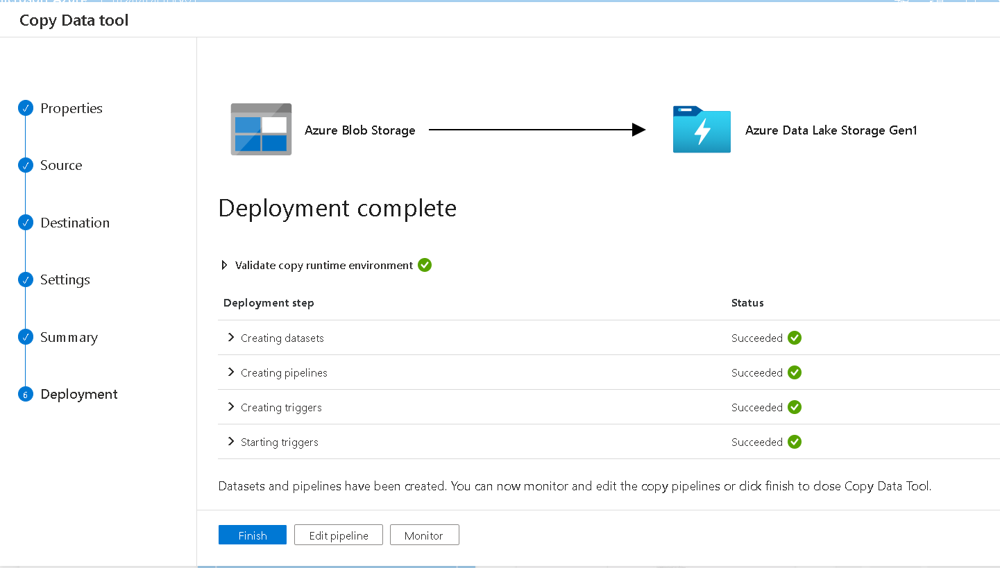 Copy Data tool
Properties
Source
Destination
Settings
Summary
6 Deployment
Azure Blob Storage
Azure Data Lake Storage Gen1
Deployment complete
Validate copy runtime environment
Deployment step Status
Creating datasets Succeeded
Creating pipelines Succeeded
Creating triggers Succeeded
Starting triggers Succeeded
Datasets and pipelines have been created. You can now monitor and edit the copy pipelines or click finish to close Copy Data Tool.
Finish Edit pipeline Monitor